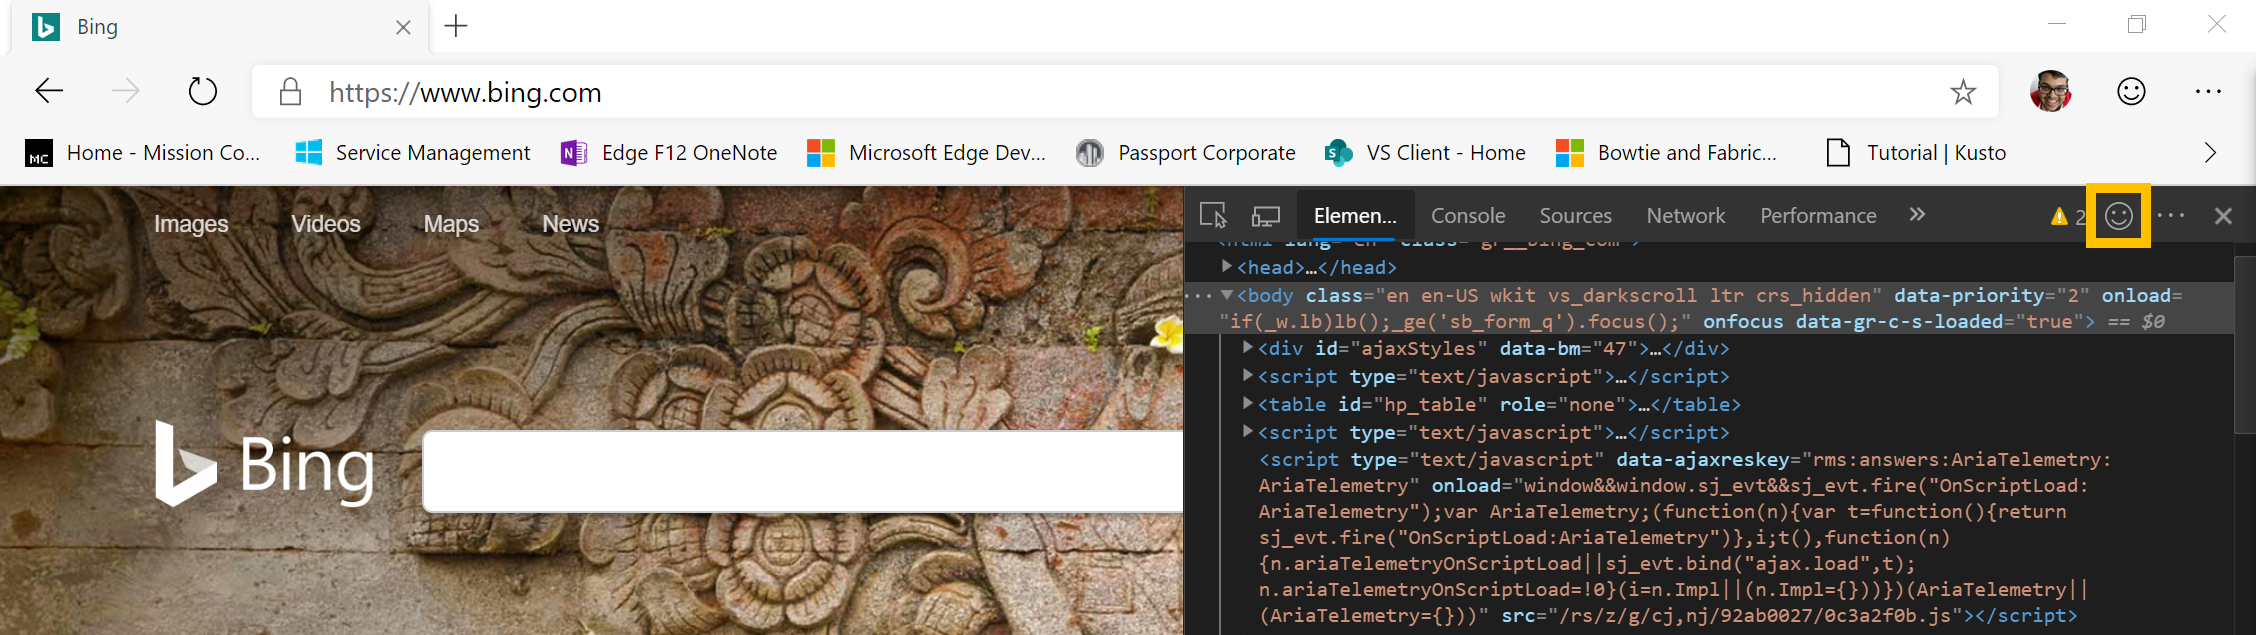 Bing
https://www.bing.com
MC Home - Mission Co... Service Management N Edge F12 OneNote Microsoft Edge Dev... Passport Corporate S VS Client - Home Bowtie and Fabric... Tutorial | Kusto
Images Videos Maps News
Elemen... Console Sources Network Performance » 2
<html lang="en" class="gr__bing_com">
<head>…</head>
<body class="en en-US wkit vs_darkscroll ltr crs_hidden" data-priority="2" onload=
"if(_w.lb)lb();_ge('sb_form_q').focus();" onfocus data-gr-c-s-loaded="true"> == $0
<div id="ajaxStyles" data-bm="47">…</div>
<script type="text/javascript">…</script>
<table id="hp_table" role="none">…</table>
<script type="text/javascript">…</script>
<script type="text/javascript" data-ajaxreskey="rms:answers:AriaTelemetry:
AriaTelemetry" onload="window&&window.sj_evt&&sj_evt.fire("OnScriptLoad:
AriaTelemetry");var AriaTelemetry;(function(n){var t=function(){return
sj_evt.fire("OnScriptLoad:AriaTelemetry")},i;t(),function(n)
{n.ariaTelemetryOnScriptLoad||sj_evt.bind("ajax.load",t);
n.ariaTelemetryOnScriptLoad=!0}(i=n.Impl||(n.Impl={}))})(AriaTelemetry||
(AriaTelemetry={}))" src="/rs/z/g/cj,nj/92ab0027/0c3a2f0b.js"></script>
Bing